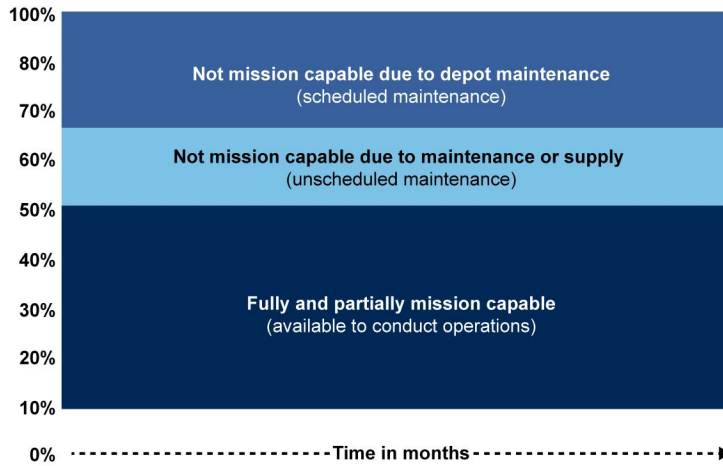 100%
80%
70%
60%
50%
40%
30%
20%
10%
0%
Not mission capable due to depot maintenance
(scheduled maintenance)
Not mission capable due to maintenance or supply
(unscheduled maintenance)
Fully and partially mission capable
(available to conduct operations)
Time in months